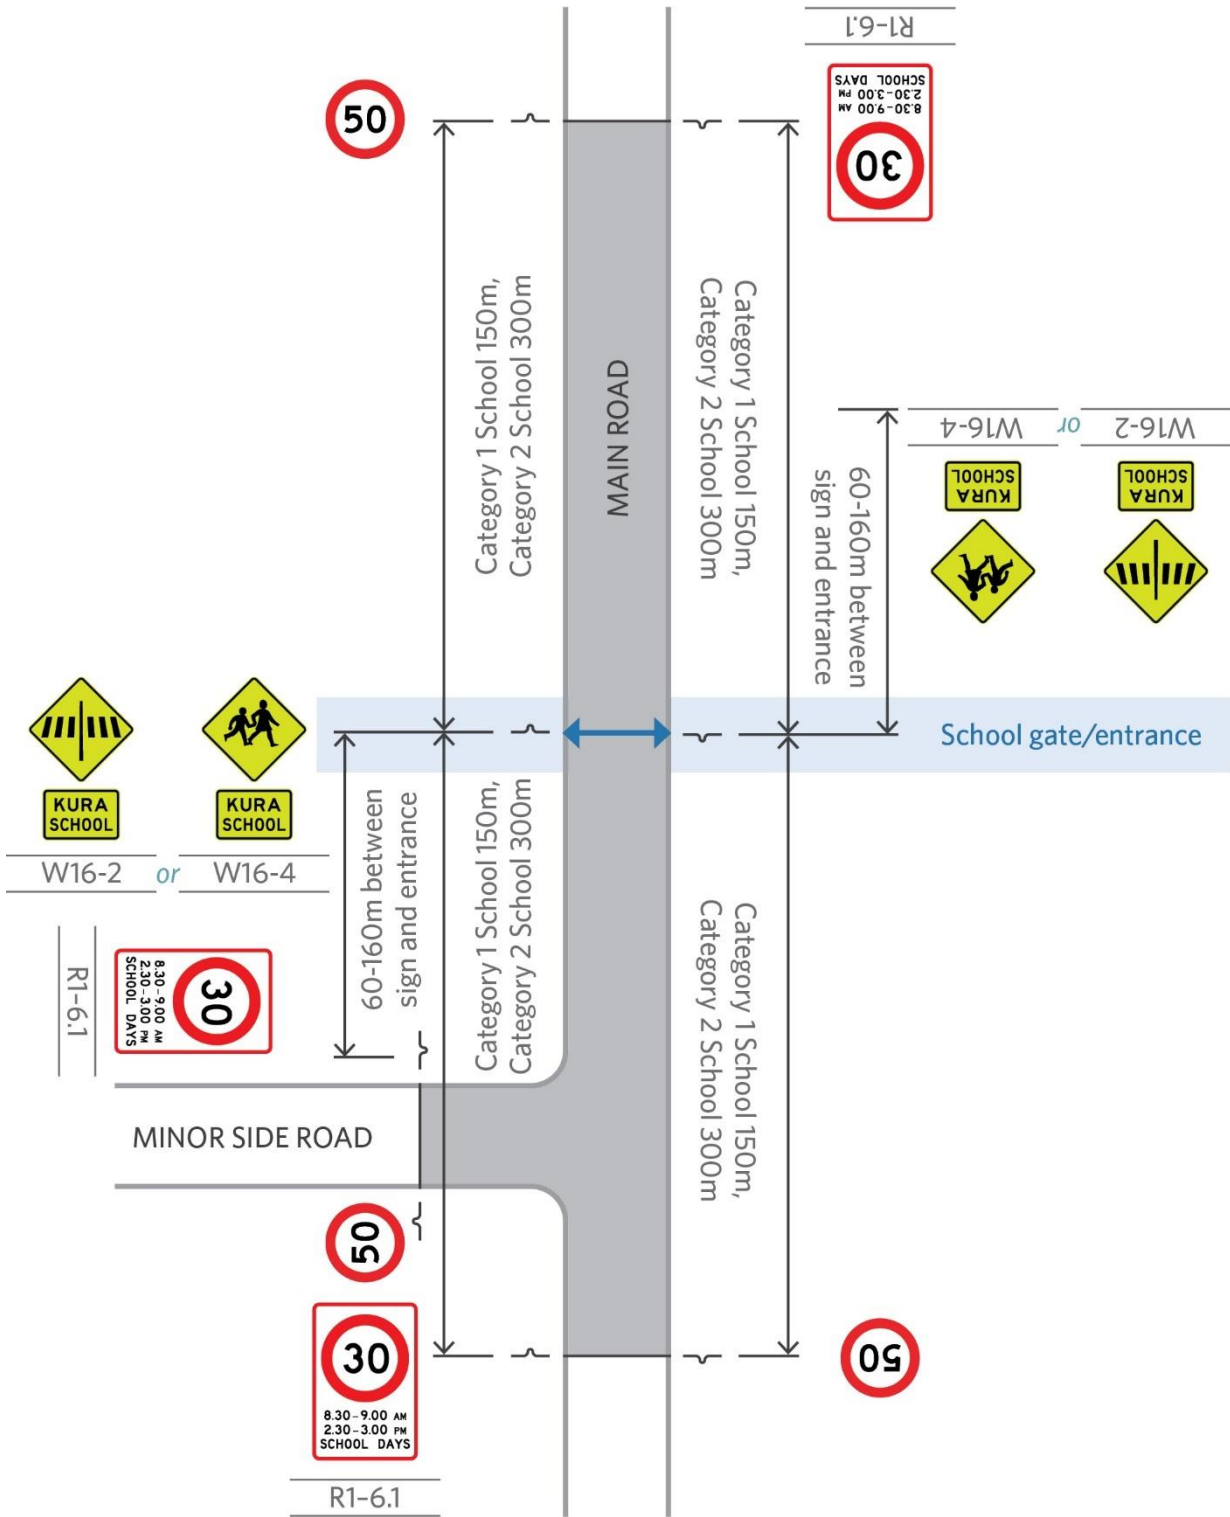 R1-6.1
8.30-9.00 AM
2.30-3.00 PM
SCHOOL DAYS
30
50
Category 1 School 150m,
Category 2 School 300m
MAIN ROAD
Category 1 School 150m,
Category 2 School 300m
60-160m between
sign and entrance
W16-4 or W16-2
KURA
SCHOOL
KURA
SCHOOL
School gate/entrance
KURA
SCHOOL
KURA
SCHOOL
W16-2 or W16-4
60-160m between
sign and entrance
Category 1 School 150m,
Category 2 School 300m
Category 1 School 150m,
Category 2 School 300m
R1-6.1
30
8.30-9.00 AM
2.30-3.00 PM
SCHOOL DAYS
MINOR SIDE ROAD
50
30
8.30-9.00 AM
2.30-3.00 PM
SCHOOL DAYS
R1-6.1
50